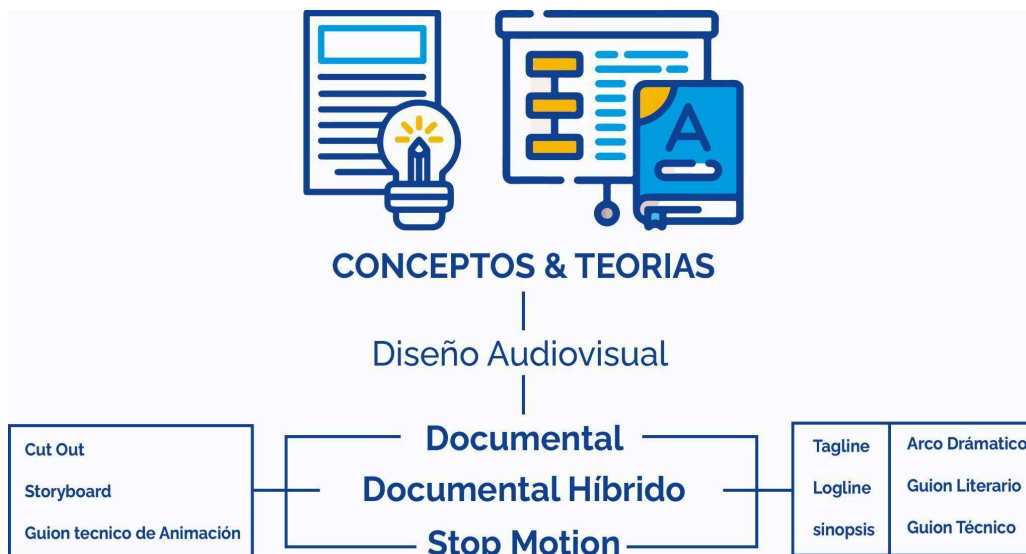 A
CONCEPTOS & TEORIAS
Diseño Audiovisual
Documental
Documental Híbrido
Stop Motion
Cut Out
Storyboard
Guion tecnico de Animación
Tagline
Logline
sinopsis
Arco Drámatico
Guion Literario
Guion Técnico